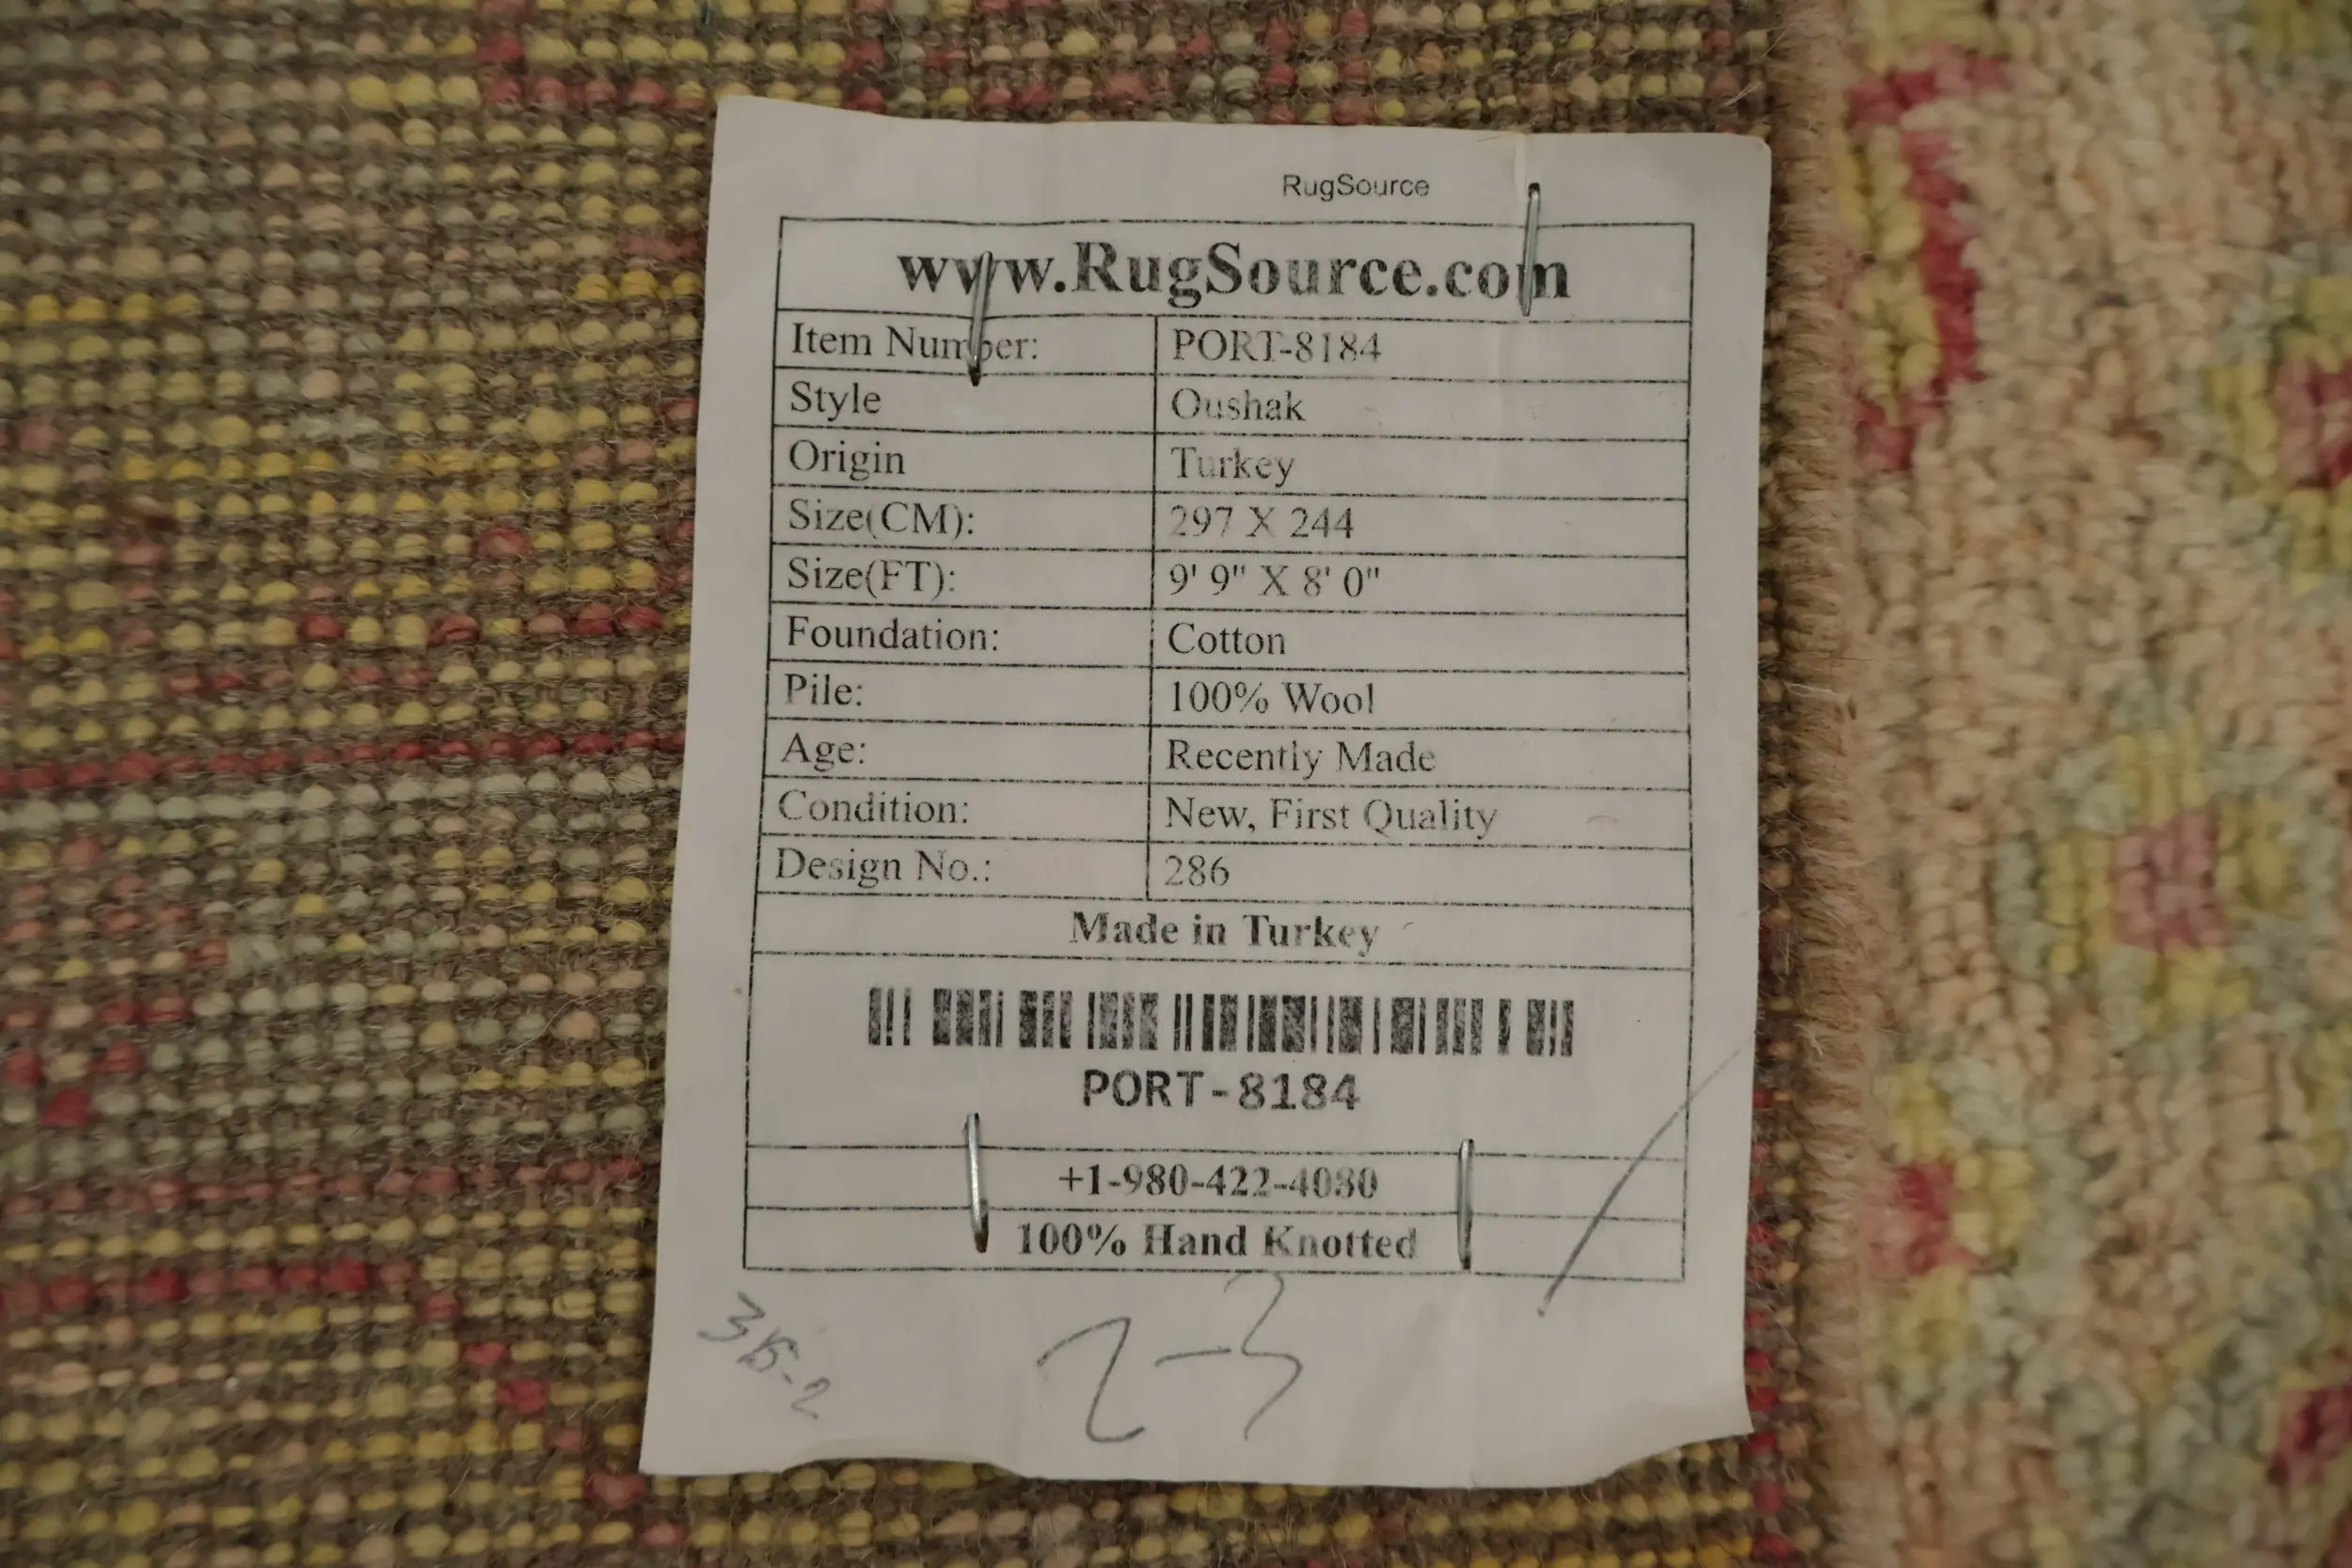 RugSource
www.RugSource.com
Item Number: PORT-8184
Style Oushak
Origin Turkey
Size(CM): 297 X 244
Size(FT): 9' 9" X 8' 0"
Foundation: Cotton
Pile: 100% Wool
Age: Recently Made
Condition: New, First Quality
Design No.: 286
Made in Turkey
PORT-8184
+1-980-422-4080
100% Hand Knotted
2-3